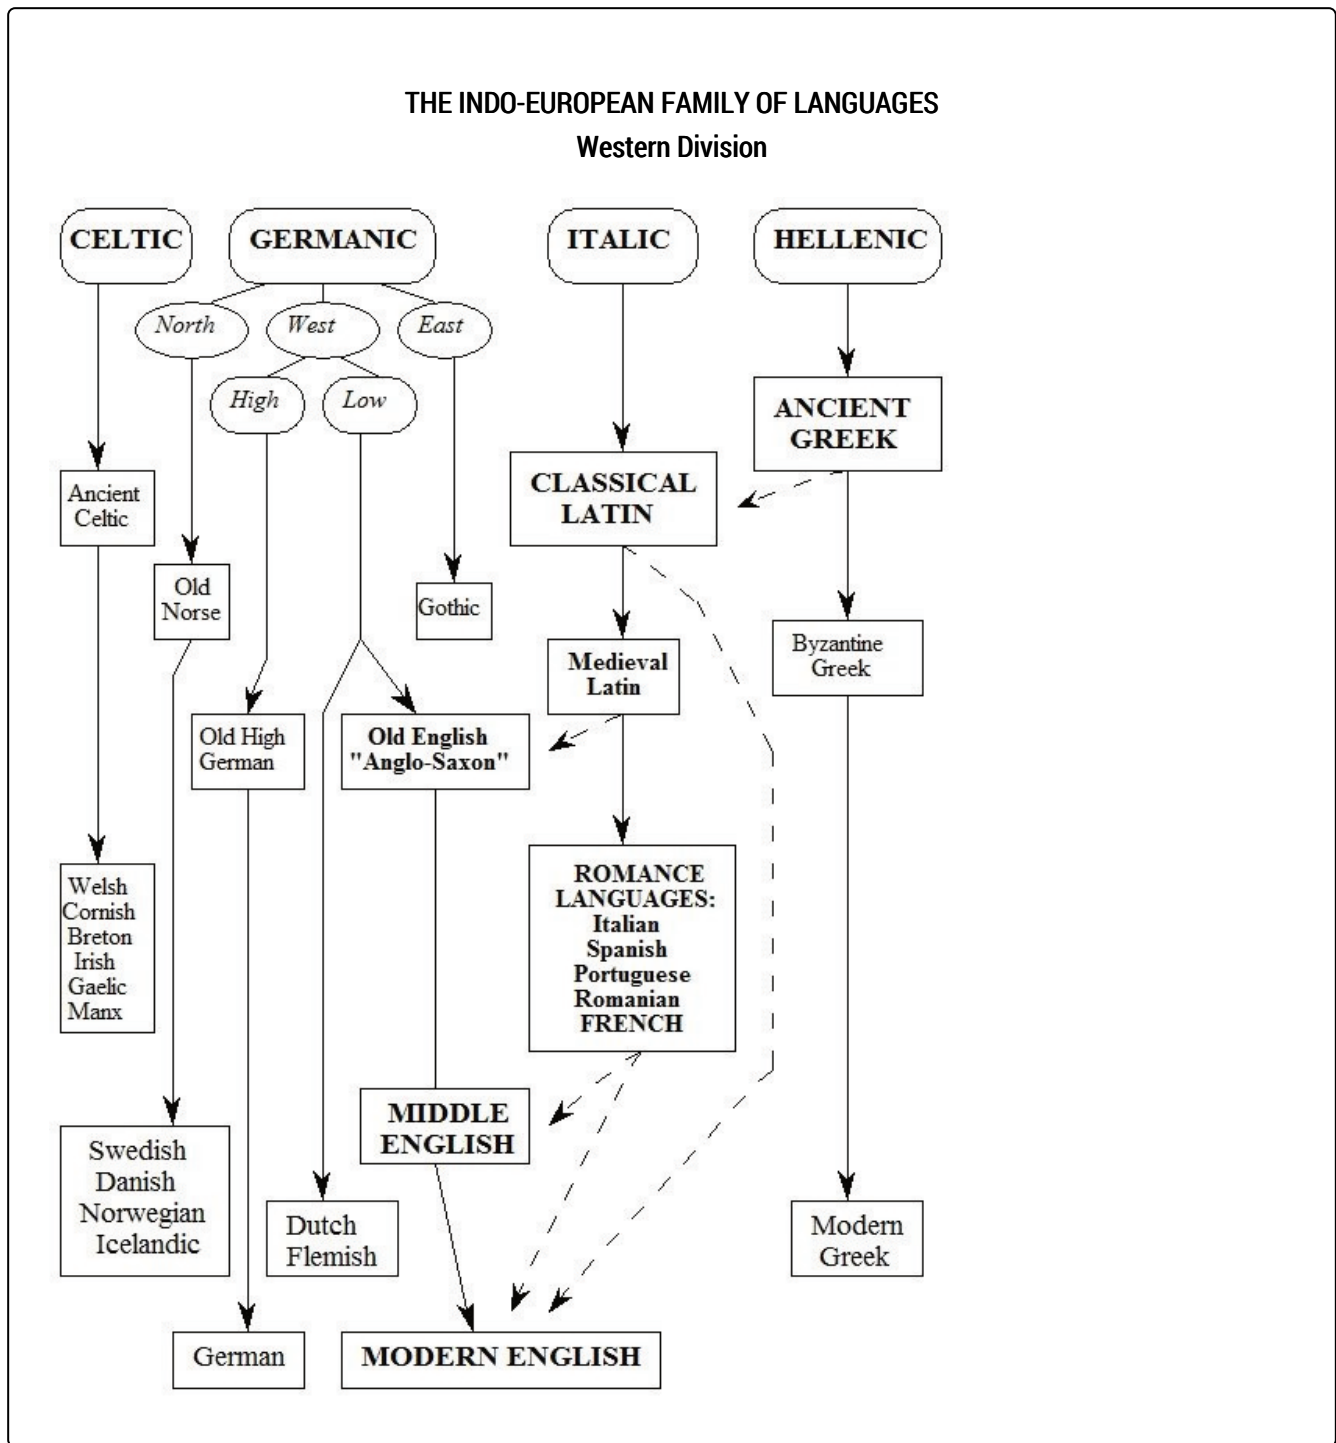 THE INDO-EUROPEAN FAMILY OF LANGUAGES
Western Division
CELTIC
GERMANIC
ITALIC
HELLENIC
North
West
East
High
Low
ANCIENT
GREEK
CLASSICAL
LATIN
Ancient
Celtic
Old
Norse
Gothic
Medieval
Latin
Byzantine
Greek
Old High
German
Old English
"Anglo-Saxon"
Welsh
Cornish
Breton
Irish
Gaelic
Manx
ROMANCE
LANGUAGES:
Italian
Spanish
Portuguese
Romanian
FRENCH
MIDDLE
ENGLISH
Swedish
Danish
Norwegian
Icelandic
Dutch
Flemish
Modern
Greek
German
MODERN ENGLISH